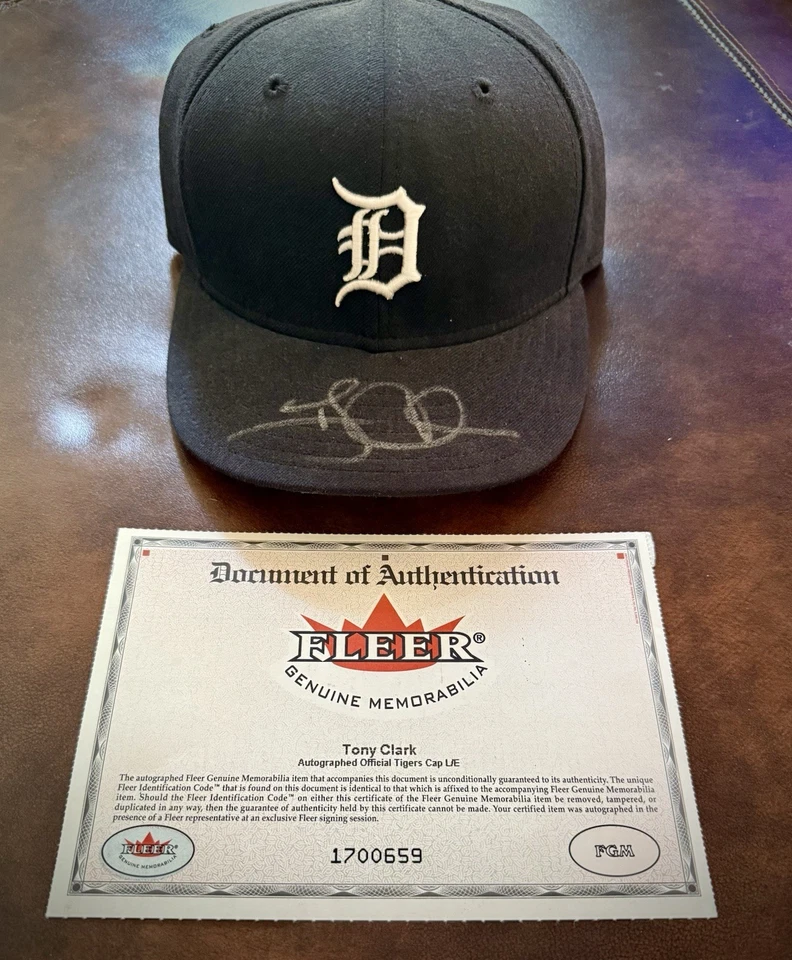 D
Document of Authentication
FLEER®
GENUINE MEMORABILIA
Tony Clark
Autographed Official Tigers Cap L/E
The autographed Fleer Genuine Memorabilia item that accompanies this document is unconditionally guaranteed to its authenticity. The unique
Fleer Identification Code™ that is found on this document is identical to that which is affixed to the accompanying Fleer Genuine Memorabilia
item. Should the Fleer Identification Code™ on either this certificate of the Fleer Genuine Memorabilia item be removed, tampered, or
duplicated in any way, then the guarantee of authenticity held by this certificate cannot be made. Your certified item was autographed in the
presence of a Fleer representative at an exclusive Fleer signing session.
FLEER®
GENUINE MEMORABILIA
1700659
FGM